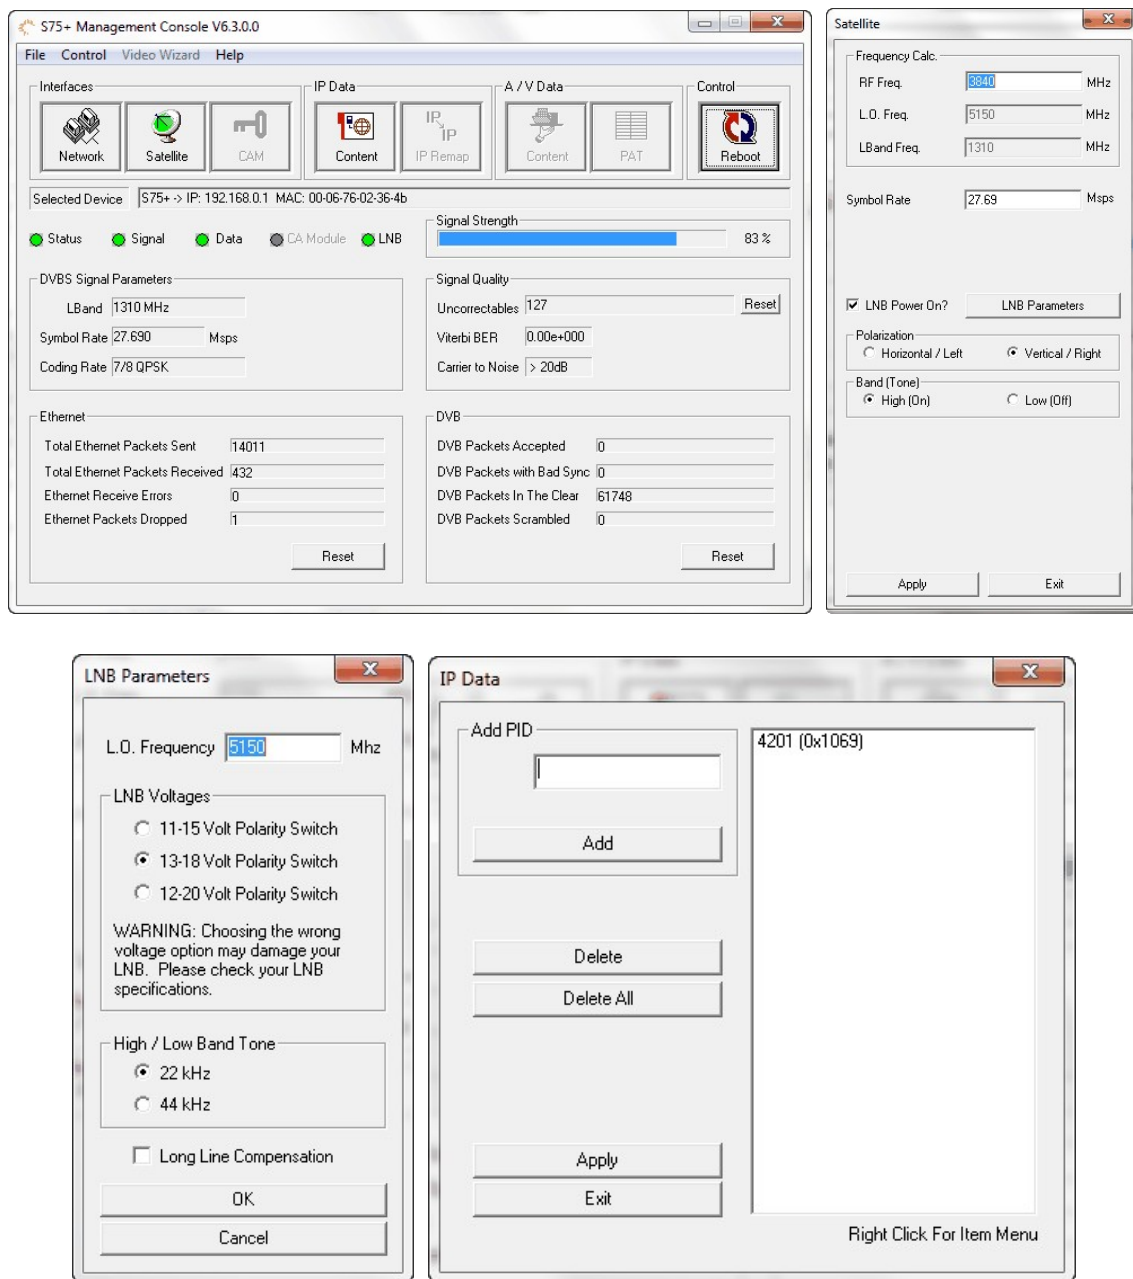 S75+ Management Console V6.3.0.0
File Control Video Wizard Help
Interfaces
Network
Satellite
CAM
IP Data
Content
IP IP
IP Remap
A / V Data
Content
PAT
Control
Reboot
Selected Device S75+ -> IP: 192.168.0.1 MAC: 00-06-76-02-36-4b
Status Signal Data CA Module LNB
Signal Strength
83 %
DVBS Signal Parameters
LBand 1310 MHz
Symbol Rate 27.690 Msps
Coding Rate 7/8 QPSK
Signal Quality
Uncorrectables 127 Reset
Viterbi BER 0.00e+000
Carrier to Noise > 20dB
Ethernet
Total Ethernet Packets Sent 14011
Total Ethernet Packets Received 432
Ethernet Receive Errors 0
Ethernet Packets Dropped 1
Reset
DVB
DVB Packets Accepted 0
DVB Packets with Bad Sync 0
DVB Packets In The Clear 61748
DVB Packets Scrambled 0
Reset
Satellite
Frequency Calc.
RF Freq. 3840 MHz
L.O. Freq. 5150 MHz
LBand Freq. 1310 MHz
Symbol Rate 27.69 Msps
LNB Power On? LNB Parameters
Polarization
Horizontal / Left Vertical / Right
Band (Tone)
High (On) Low (Off)
Apply Exit
LNB Parameters
L.O. Frequency 5150 Mhz
LNB Voltages
11-15 Volt Polarity Switch
13-18 Volt Polarity Switch
12-20 Volt Polarity Switch
WARNING: Choosing the wrong
voltage option may damage your
LNB. Please check your LNB
specifications.
High / Low Band Tone
22 kHz
44 kHz
Long Line Compensation
OK
Cancel
IP Data
Add PID
Add
Delete
Delete All
Apply
Exit
4201 (0x1069)
Right Click For Item Menu